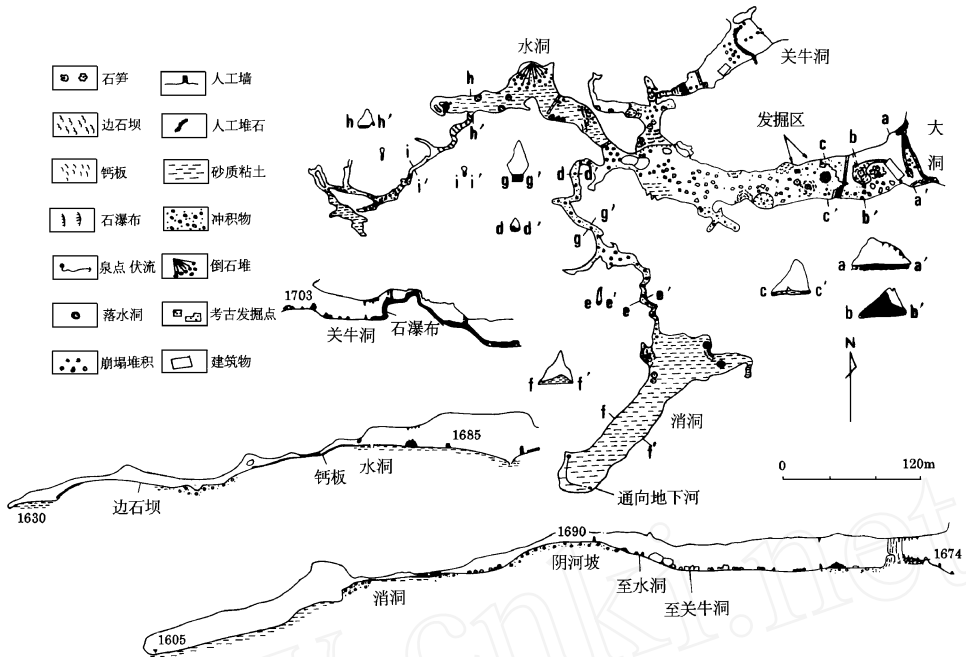 石笋
人工墙
边石坝
人工堆石
钙板
砂质粘土
石瀑布
冲积物
泉点 伏流
倒石堆
落水洞
考古发掘点
崩塌堆积
建筑物
水洞
关牛洞
发掘区
大洞
消洞
通向地下河
h
h'
h h'
i
i'
i i'
g g'
d d
d d'
g'
g
e'
e
e e'
f
f'
f f'
a
a'
b
b'
c
c'
a a'
c c'
b b'
N
0 120m
1703
关牛洞
石瀑布
1685
水洞
钙板
边石坝
1630
1690
阴河坡
1674
至水洞
至关牛洞
消洞
1605
www.cnki.net